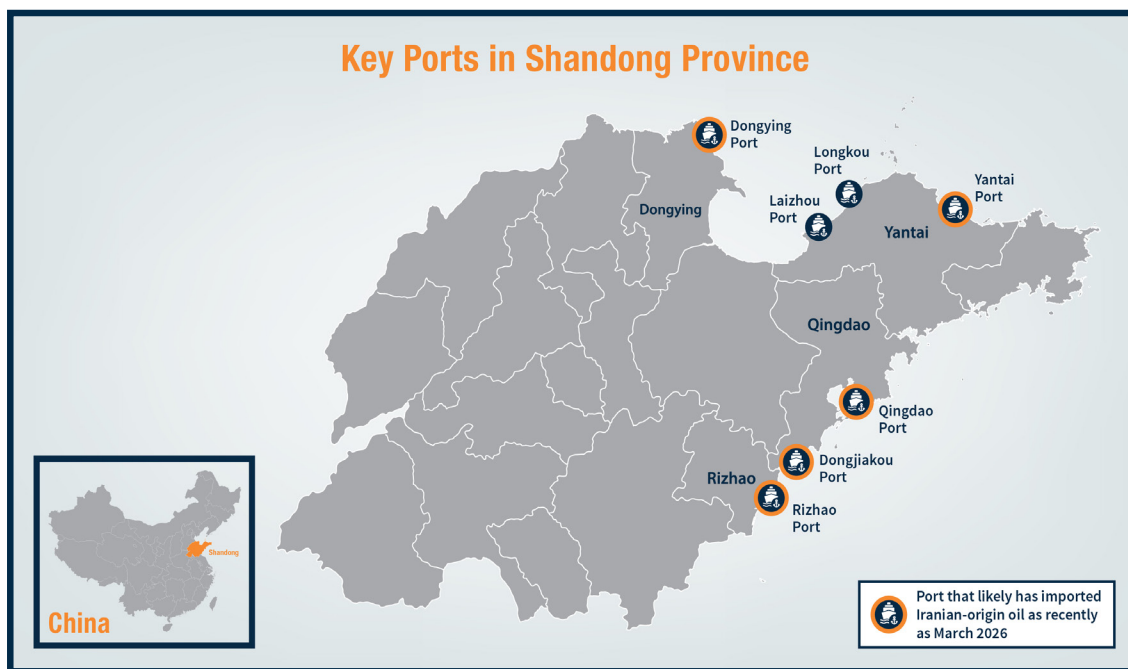 Key Ports in Shandong Province
Dongying
Port
Longkou
Port
Laizhou
Port
Yantai
Port
Dongying
Yantai
Qingdao
Qingdao
Port
Dongjiakou
Port
Rizhao
Rizhao
Port
Shandong
China
Port that likely has imported
Iranian-origin oil as recently
as March 2026